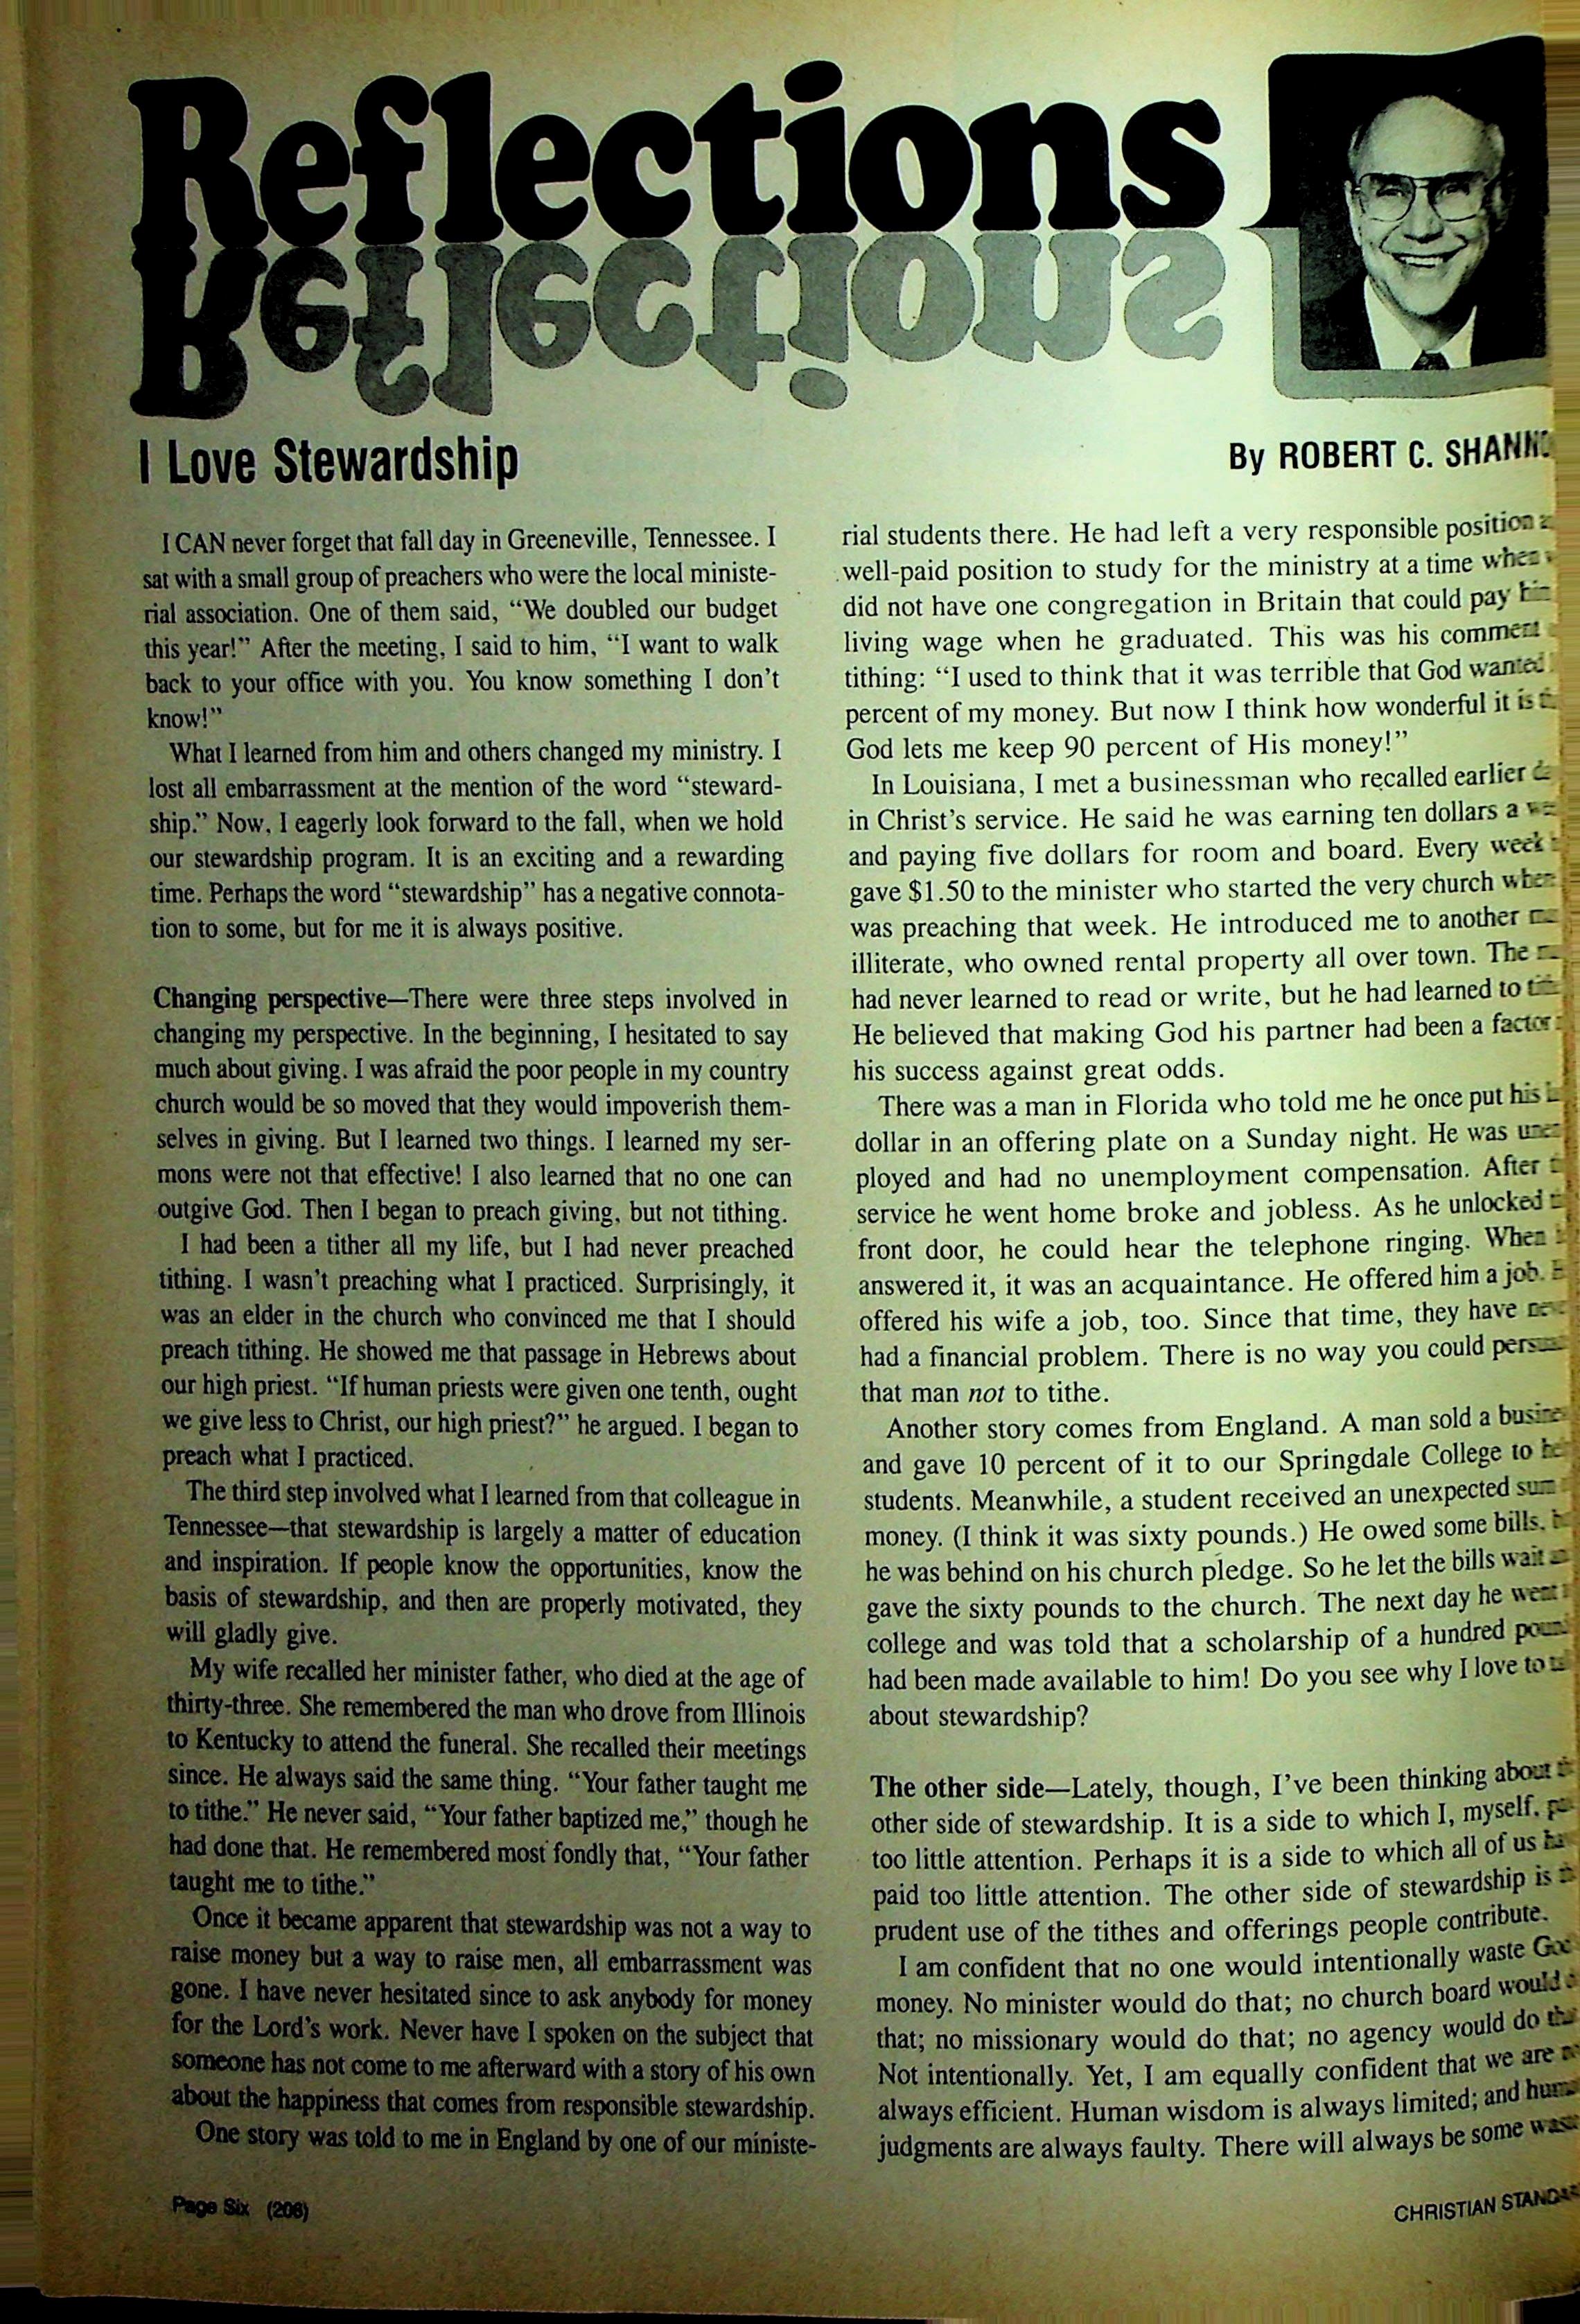 Reflections
I Love Stewardship
By ROBERT C.
I CAN never forget that fall day in Greeneville, Tennessee. I
sat with a small group of preachers who were the local ministe-
rial association. One of them said, “We doubled our budget
this year!” After the meeting, I said to him, “I want to walk
back to your office with you. You know something I don’t
know!”
What I learned from him and others changed my ministry. I
lost all embarrassment at the mention of the word “steward-
ship.” Now, I eagerly look forward to the fall, when we hold
our stewardship program. It is an exciting and a rewarding
time. Perhaps the word “stewardship” has a negative connota-
tion to some, but for me it is always positive.
Changing perspective—There were three steps involved in
changing my perspective. In the beginning, I hesitated to say
much about giving. I was afraid the poor people in my country
church would be so moved that they would impoverish them-
selves in giving. But I learned two things. I learned my ser-
mons were not that effective! I also learned that no one can
outgive God. Then I began to preach giving, but not tithing.
I had been a tither all my life, but I had never preached
tithing. I wasn’t preaching what I practiced. Surprisingly, it
was an elder in the church who convinced me that I should
preach tithing. He showed me that passage in Hebrews about
our high priest. “If human priests were given one tenth, ought
we give less to Christ, our high priest?” he argued. I began to
preach what I practiced.
The third step involved what I learned from that colleague in
Tennessee—that stewardship is largely a matter of education
and inspiration. If people know the opportunities, know the
basis of stewardship, and then are properly motivated, they
will gladly give.
My wife recalled her minister father, who died at the age of
thirty-three. She remembered the man who drove from Illinois
to Kentucky to attend the funeral. She recalled their meetings
since. He always said the same thing. “Your father taught me
to tithe.” He never said, “Your father baptized me,” though he
had done that. He remembered most fondly that, “Your father
taught me to tithe.”
Once it became apparent that stewardship was not a way to
raise money but a way to raise men, all embarrassment was
gone. I have never hesitated since to ask anybody for money
for the Lord’s work. Never have I spoken on the subject that
someone has not come to me afterward with a story of his own
about the happiness that comes from responsible stewardship.
One story was told to me in England by one of our ministe-
rial students there. He had left a very responsible position
well-paid position to study for the ministry at a time when
did not have one congregation in Britain that could pay
living wage when he graduated. This was his comment
tithing: “I used to think that it was terrible that God wanted
percent of my money. But now I think how wonderful it is
God lets me keep 90 percent of His money!”
In Louisiana, I met a businessman who recalled earlier
in Christ’s service. He said he was earning ten dollars a
and paying five dollars for room and board. Every week
gave $1.50 to the minister who started the very church
was preaching that week. He introduced me to another
illiterate, who owned rental property all over town. The
had never learned to read or write, but he had learned to
He believed that making God his partner had been a factor
his success against great odds.
There was a man in Florida who told me he once put his
dollar in an offering plate on a Sunday night. He was
ployed and had no unemployment compensation. After
service he went home broke and jobless. As he unlocked
front door, he could hear the telephone ringing. When
answered it, it was an acquaintance. He offered him a job.
offered his wife a job, too. Since that time, they have
had a financial problem. There is no way you could
that man not to tithe.
Another story comes from England. A man sold a
and gave 10 percent of it to our Springdale College to
students. Meanwhile, a student received an unexpected sum
money. (I think it was sixty pounds.) He owed some bills,
he was behind on his church pledge. So he let the bills wait
gave the sixty pounds to the church. The next day he went
college and was told that a scholarship of a hundred
had been made available to him! Do you see why I love to
about stewardship?
The other side—Lately, though, I’ve been thinking about
other side of stewardship. It is a side to which I, myself,
too little attention. Perhaps it is a side to which all of us
paid too little attention. The other side of stewardship is
prudent use of the tithes and offerings people contribute.
I am confident that no one would intentionally waste
money. No minister would do that; no church board would
that; no missionary would do that; no agency would do
Not intentionally. Yet, I am equally confident that we are
always efficient. Human wisdom is always limited; and
judgments are always faulty. There will always be some
Page Six (206)
CHRISTIAN